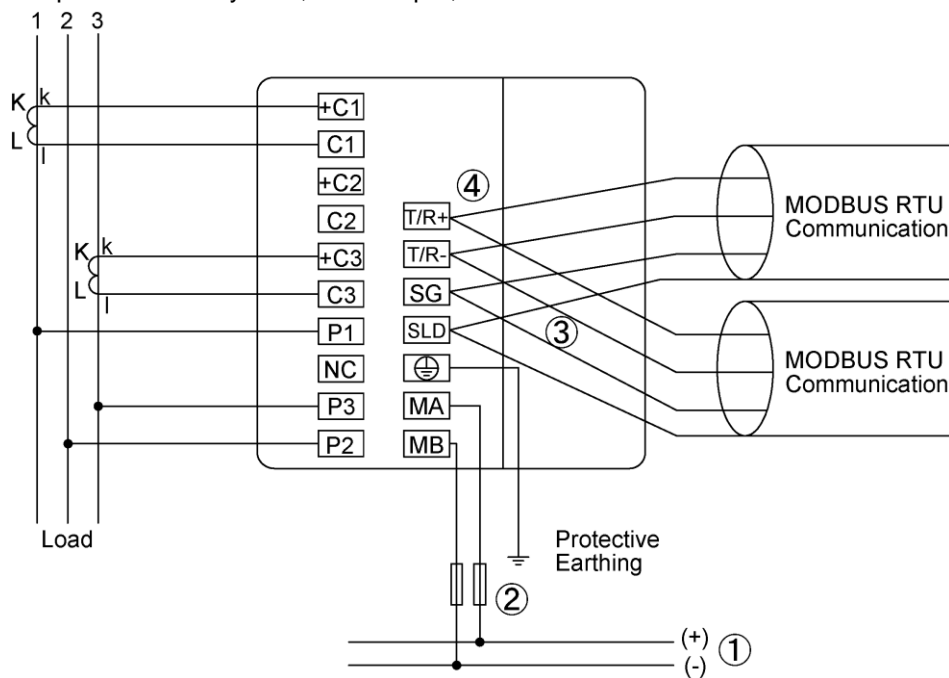 1 2 3
K k
L l
K k
L l
+C1
C1
+C2
C2
+C3
C3
P1
NC
P3
P2
④
T/R+
T/R-
SG
SLD
MA
MB
③
MODBUS RTU
Communication
MODBUS RTU
Communication
Load
Protective
Earthing
②
(+)
(-)
①